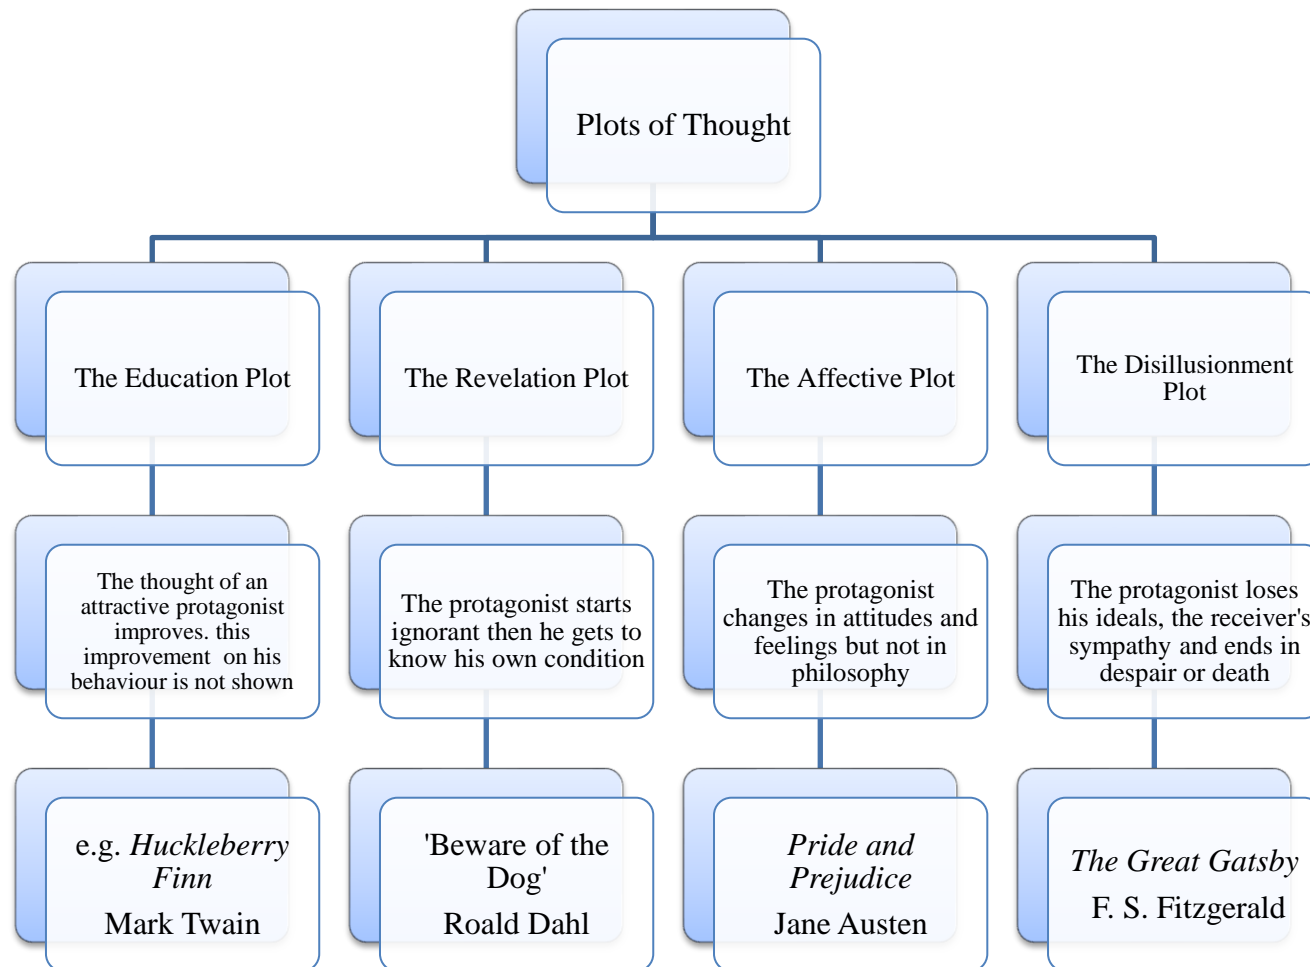 Plots of Thought
The Education Plot
The Revelation Plot
The Affective Plot
The Disillusionment
Plot
The thought of an
attractive protagonist
improves. this
improvement on his
behaviour is not shown
The protagonist starts
ignorant then he gets to
know his own condition
The protagonist
changes in attitudes and
feelings but not in
philosophy
The protagonist loses
his ideals, the receiver's
sympathy and ends in
despair or death
e.g. Huckleberry
Finn
Mark Twain
'Beware of the
Dog'
Roald Dahl
Pride and
Prejudice
Jane Austen
The Great Gatsby
F. S. Fitzgerald